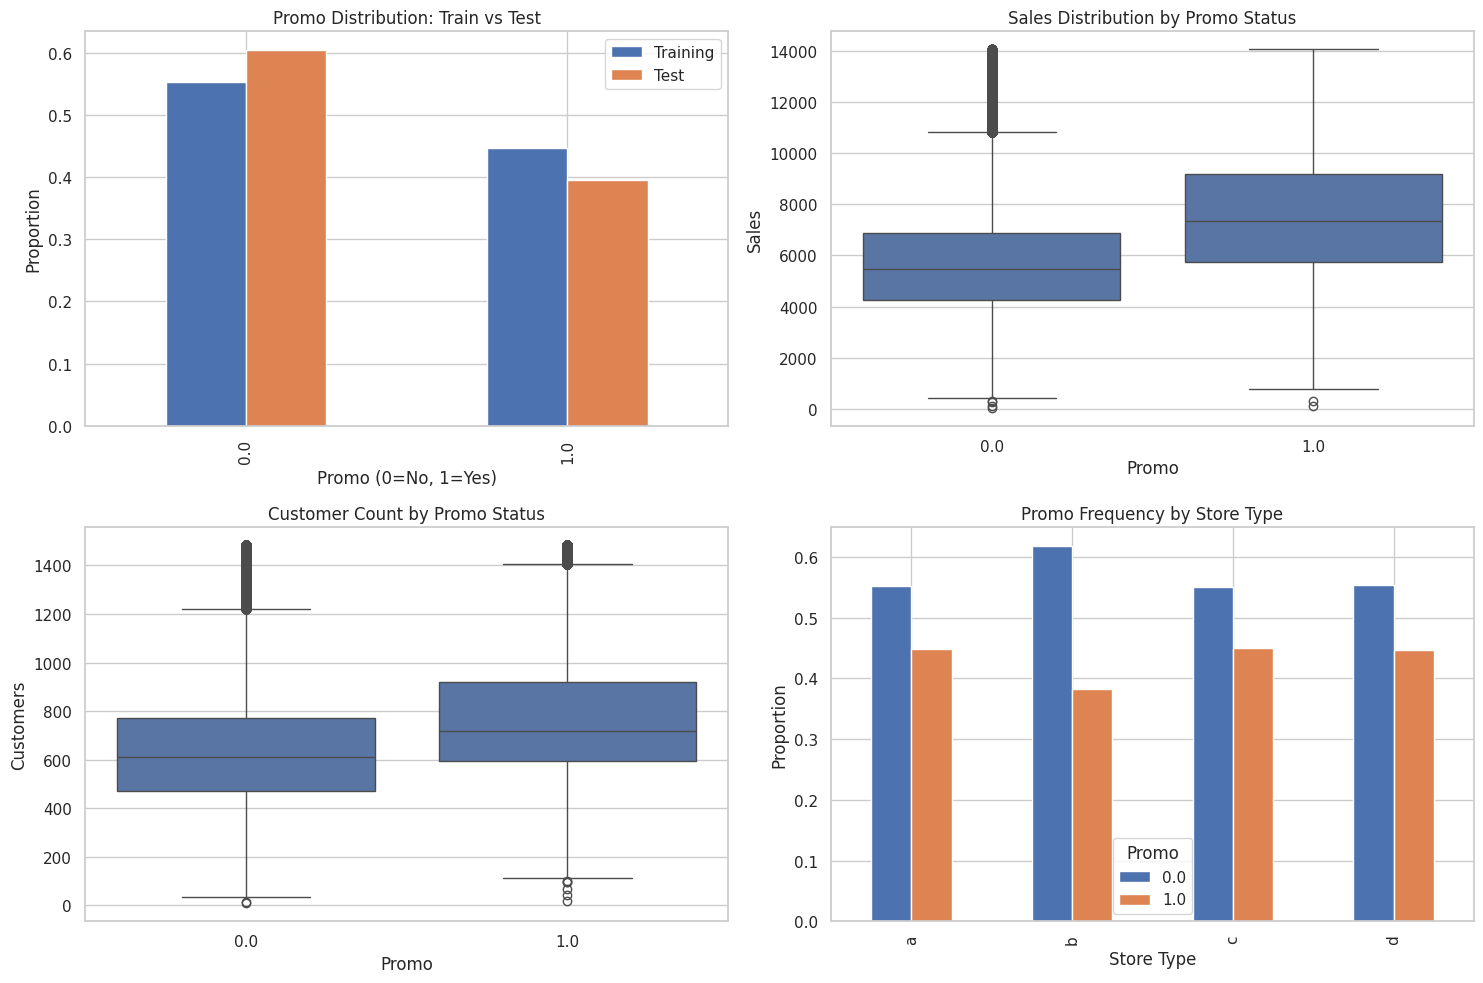 Promo Distribution: Train vs Test
Proportion
0.6
0.5
0.4
0.3
0.2
0.1
0.0
Training
Test
0.0
1.0
Promo (0=No, 1=Yes)
Sales Distribution by Promo Status
Sales
14000
12000
10000
8000
6000
4000
2000
0
0.0
1.0
Promo
Customer Count by Promo Status
Customers
1400
1200
1000
800
600
400
200
0
0.0
1.0
Promo
Promo Frequency by Store Type
Proportion
0.6
0.5
0.4
0.3
0.2
0.1
0.0
Promo
0.0
1.0
a
b
c
d
Store Type